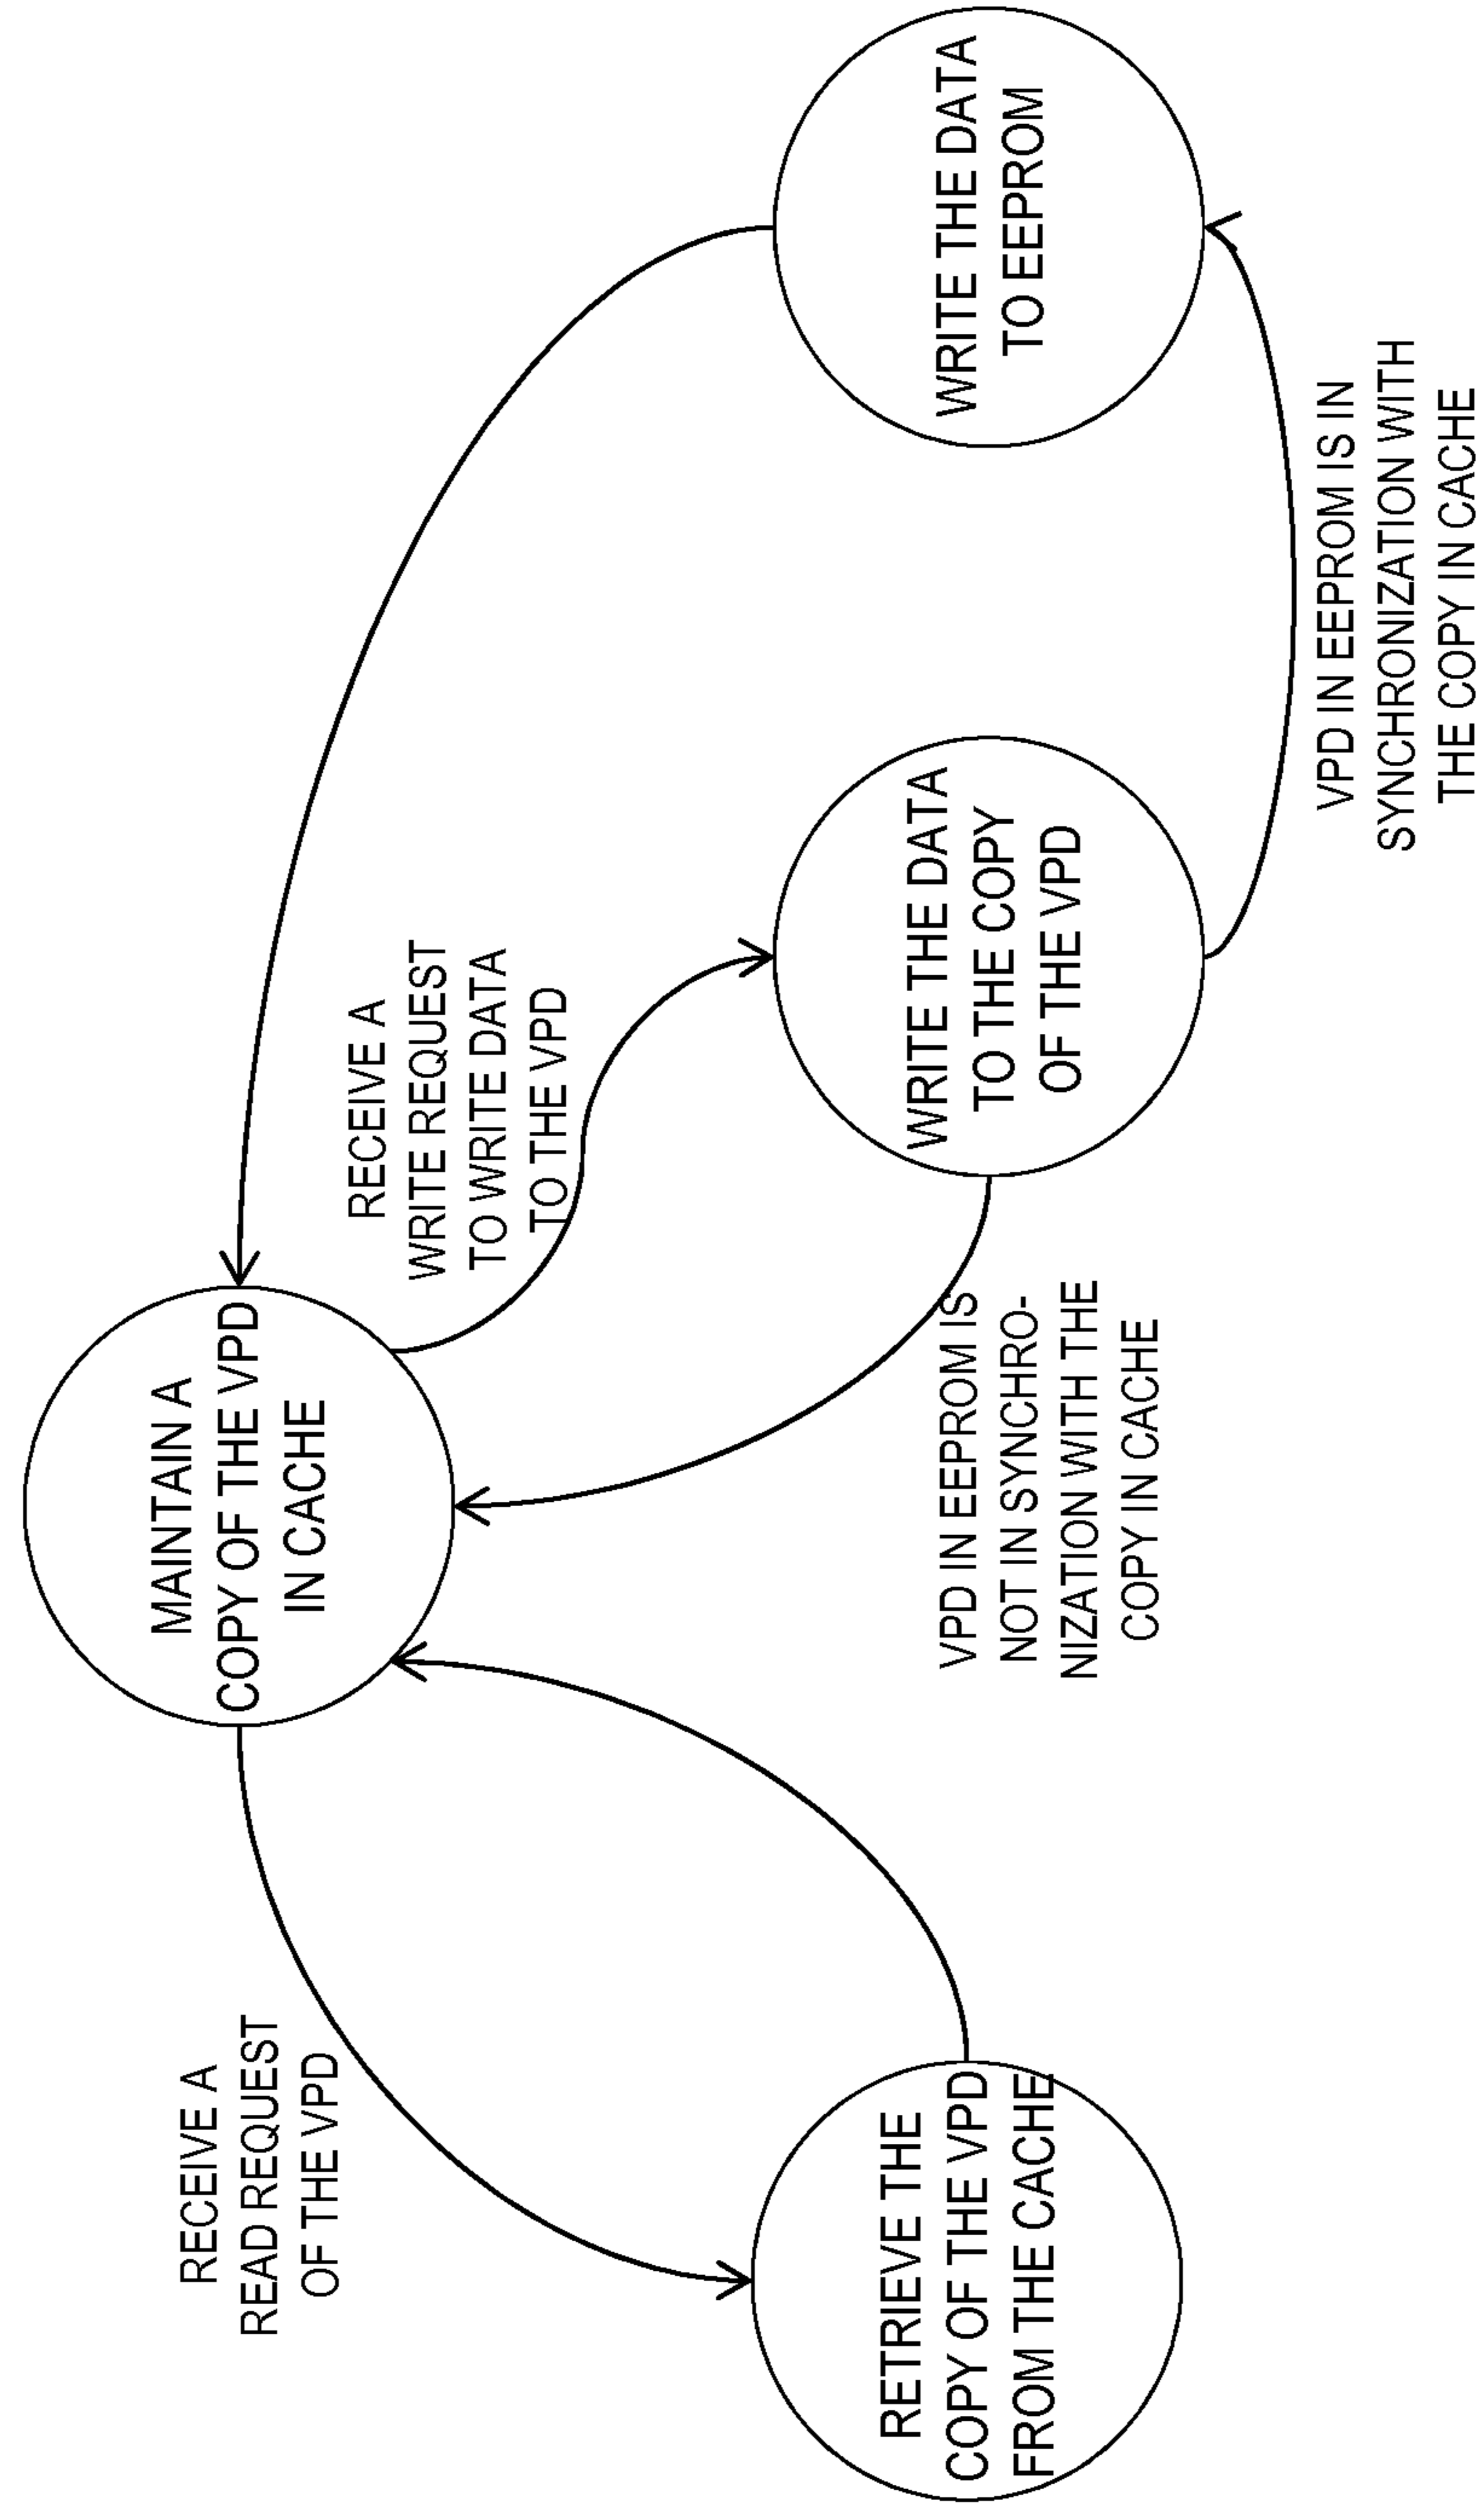 MAINTAIN A
COPY OF THE VPD
IN CACHE
RECEIVE A
READ REQUEST
OF THE VPD
RECEIVE A
WRITE REQUEST
TO WRITE DATA
TO THE VPD
RETRIEVE THE
COPY OF THE VPD
FROM THE CACHE
VPD IN EEPROM IS
NOT IN SYNCHRO-
NIZATION WITH THE
COPY IN CACHE
WRITE THE DATA
TO THE COPY
OF THE VPD
WRITE THE DATA
TO EEPROM
VPD IN EEPROM IS IN
SYNCHRONIZATION WITH
THE COPY IN CACHE